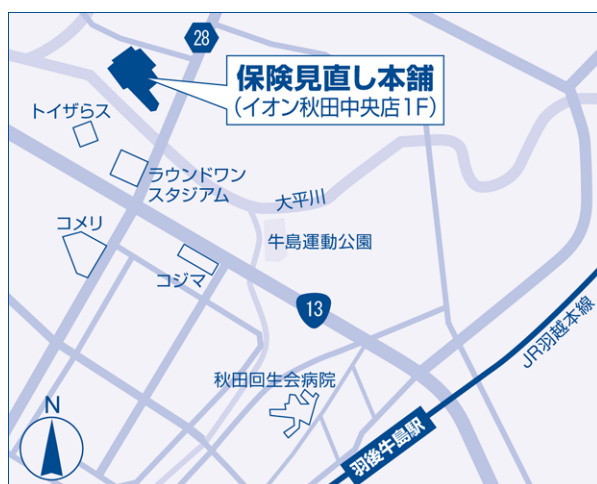 28
保険見直し本舗
（イオン秋田中央店1F）
トイザらス
ラウンドワン
スタジアム
大平川
コメリ
牛島運動公園
コジマ
13
JR羽越本線
秋田回生会病院
N
羽後牛島駅